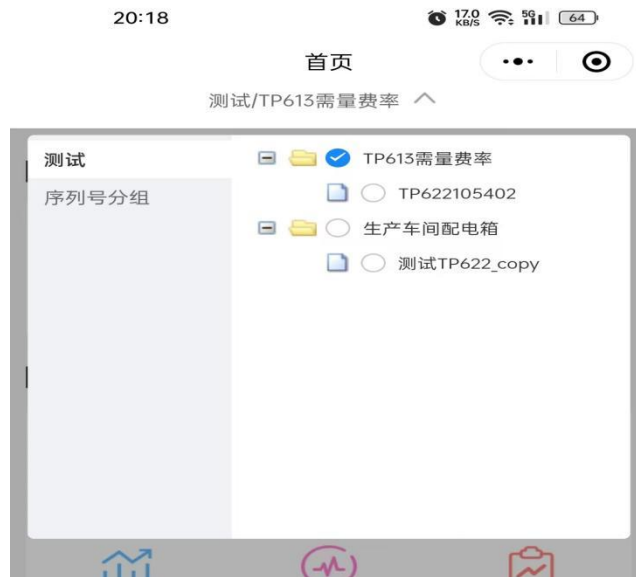 20:18
17.0 KB/S 5G 64
首页
测试/TP613需量费率
测试
TP613需量费率
序列号分组
TP622105402
生产车间配电箱
测试TP622_copy